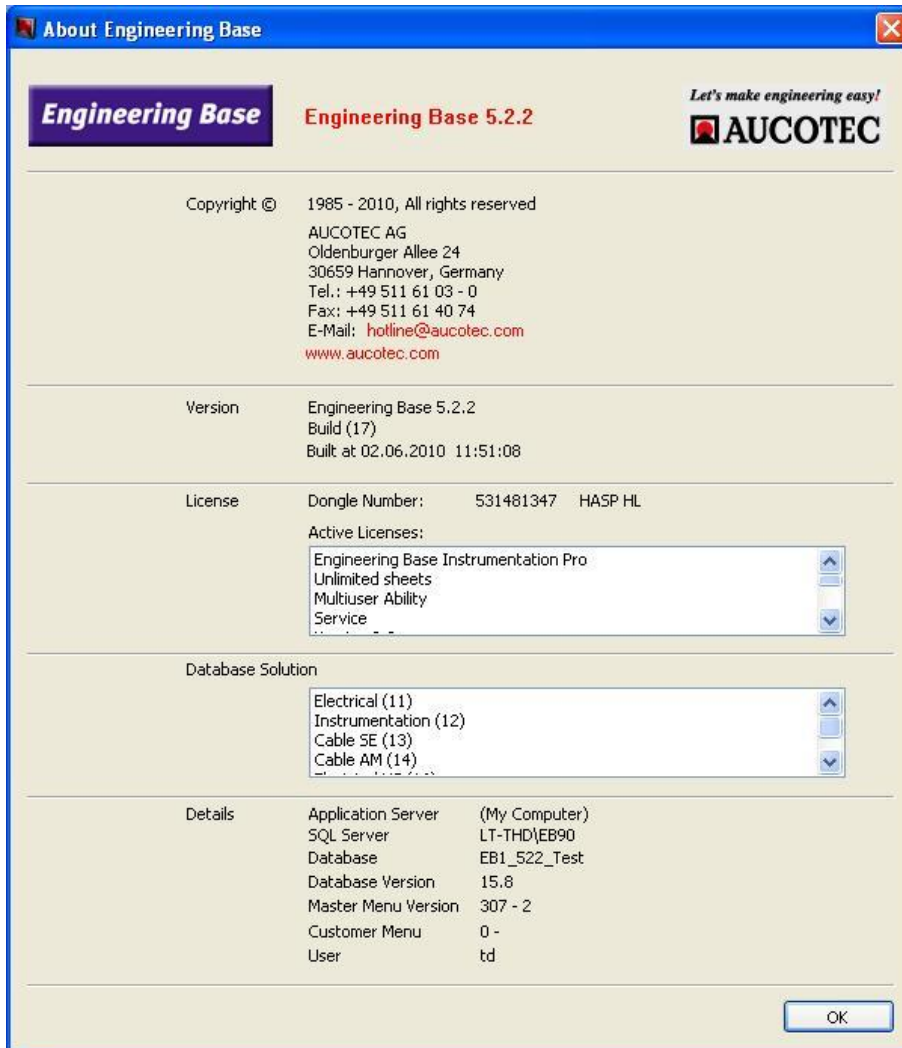 About Engineering Base
Engineering Base
Engineering Base 5.2.2
Let's make engineering easy!
AUCOTEC
Copyright © 1985 - 2010, All rights reserved
AUCOTEC AG
Oldenburger Allee 24
30659 Hannover, Germany
Tel.: +49 511 61 03 - 0
Fax: +49 511 61 40 74
E-Mail: hotline@aucotec.com
www.aucotec.com
Version Engineering Base 5.2.2
Build (17)
Built at 02.06.2010 11:51:08
License Dongle Number: 531481347 HASP HL
Active Licenses:
Engineering Base Instrumentation Pro
Unlimited sheets
Multiuser Ability
Service
Database Solution
Electrical (11)
Instrumentation (12)
Cable SE (13)
Cable AM (14)
Details Application Server (My Computer)
SQL Server LT-THD\EB90
Database EB1_522_Test
Database Version 15.8
Master Menu Version 307 - 2
Customer Menu 0 -
User td
OK